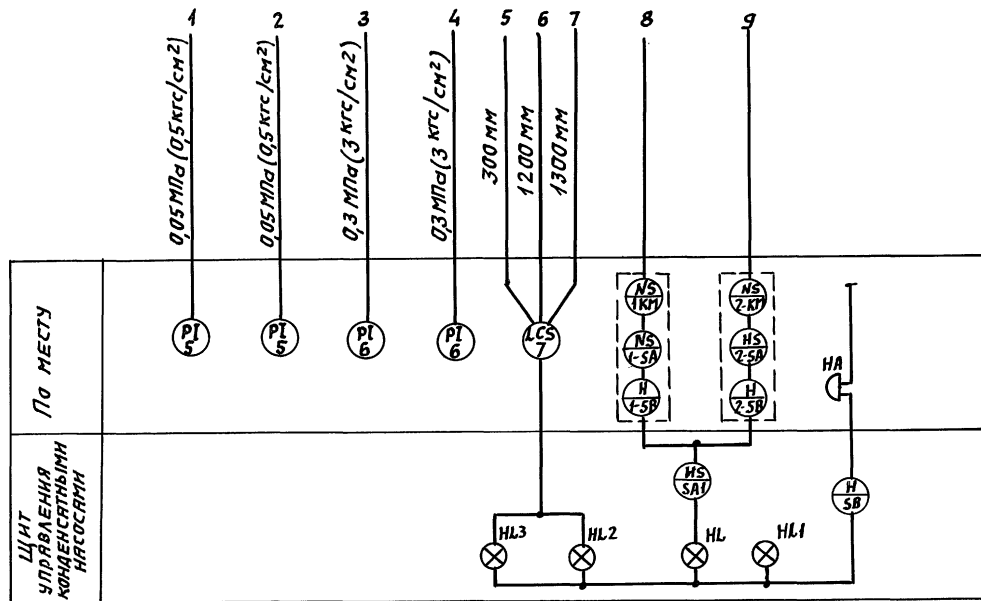 1 2 3 4 5 6 7 8 9
0,05 МПа (0,5 кгс/см²)
0,05 МПа (0,5 кгс/см²)
0,3 МПа (3 кгс/см²)
0,3 МПа (3 кгс/см²)
300 мм
1200 мм
1300 мм
По МЕСТУ
PI
5
PI
5
PI
6
PI
6
LCS
7
NS
1KM
NS
1-SA
H
1-SB
NS
2-KM
HS
2-SA
H
2-SB
HA
ЩИТ
УПРАВЛЕНИЯ
КОНДЕНСАТНЫМИ
НАСОСАМИ
HS
SA1
H
SB
HL3
HL2
HL
HL1